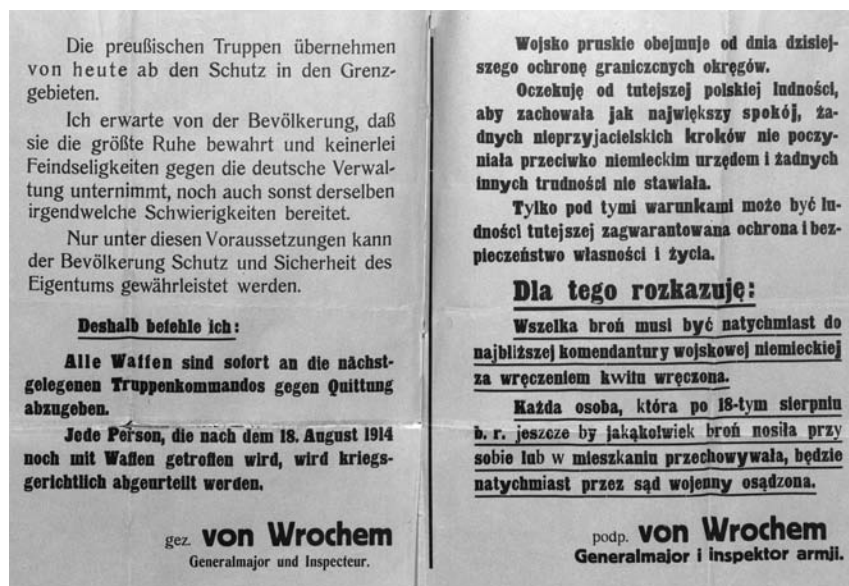 Die preußischen Truppen übernehmen
von heute ab den Schutz in den Grenz-
gebieten.
Ich erwarte von der Bevölkerung, daß
sie die größte Ruhe bewahrt und keinerlei
Feindseligkeiten gegen die deutsche Verwal-
tung unternimmt, noch auch sonst derselben
irgendwelche Schwierigkeiten bereitet.
Nur unter diesen Voraussetzungen kann
der Bevölkerung Schutz und Sicherheit des
Eigentums gewährleistet werden.
Deshalb befehle ich:
Alle Waffen sind sofort an die nächst-
gelegenen Truppenkommandos gegen Quittung
abzugeben.
Jede Person, die nach dem 18. August 1914
noch mit Waffen getroffen wird, wird kriegs-
gerichtlich abgeurteilt werden.
gez. von Wrochem
Generalmajor und Inspecteur.
Wojsko pruskie obejmuje od dnia dzisiej-
szego ochronę graniczcnych okręgów.
Oczekuję od tutejszej polskiej ludności,
aby zachowała jak największy spokój, ża-
dnych nieprzyjacielskich kroków nie poczy-
niała przeciwko niemieckim urzędom i żadnych
innych trudności nie stawiała.
Tylko pod tymi warunkami może być lu-
dności tutejszej zagwarantowana ochrona i bez-
pieczeństwo własności i życia.
Dla tego rozkazuję:
Wszelka broń musi być natychmiast do
najbliższej komendantury wojskowej niemieckiej
za wręczeniem kwitu wręczona.
Każda osoba, która po 18-tym sierpniu
b. r. jeszcze by jakąkolwiek broń nosiła przy
sobie lub w mieszkaniu przechowywała, będzie
natychmiast przez sąd wojenny osądzona.
podp. von Wrochem
Generalmajor i inspektor armji.